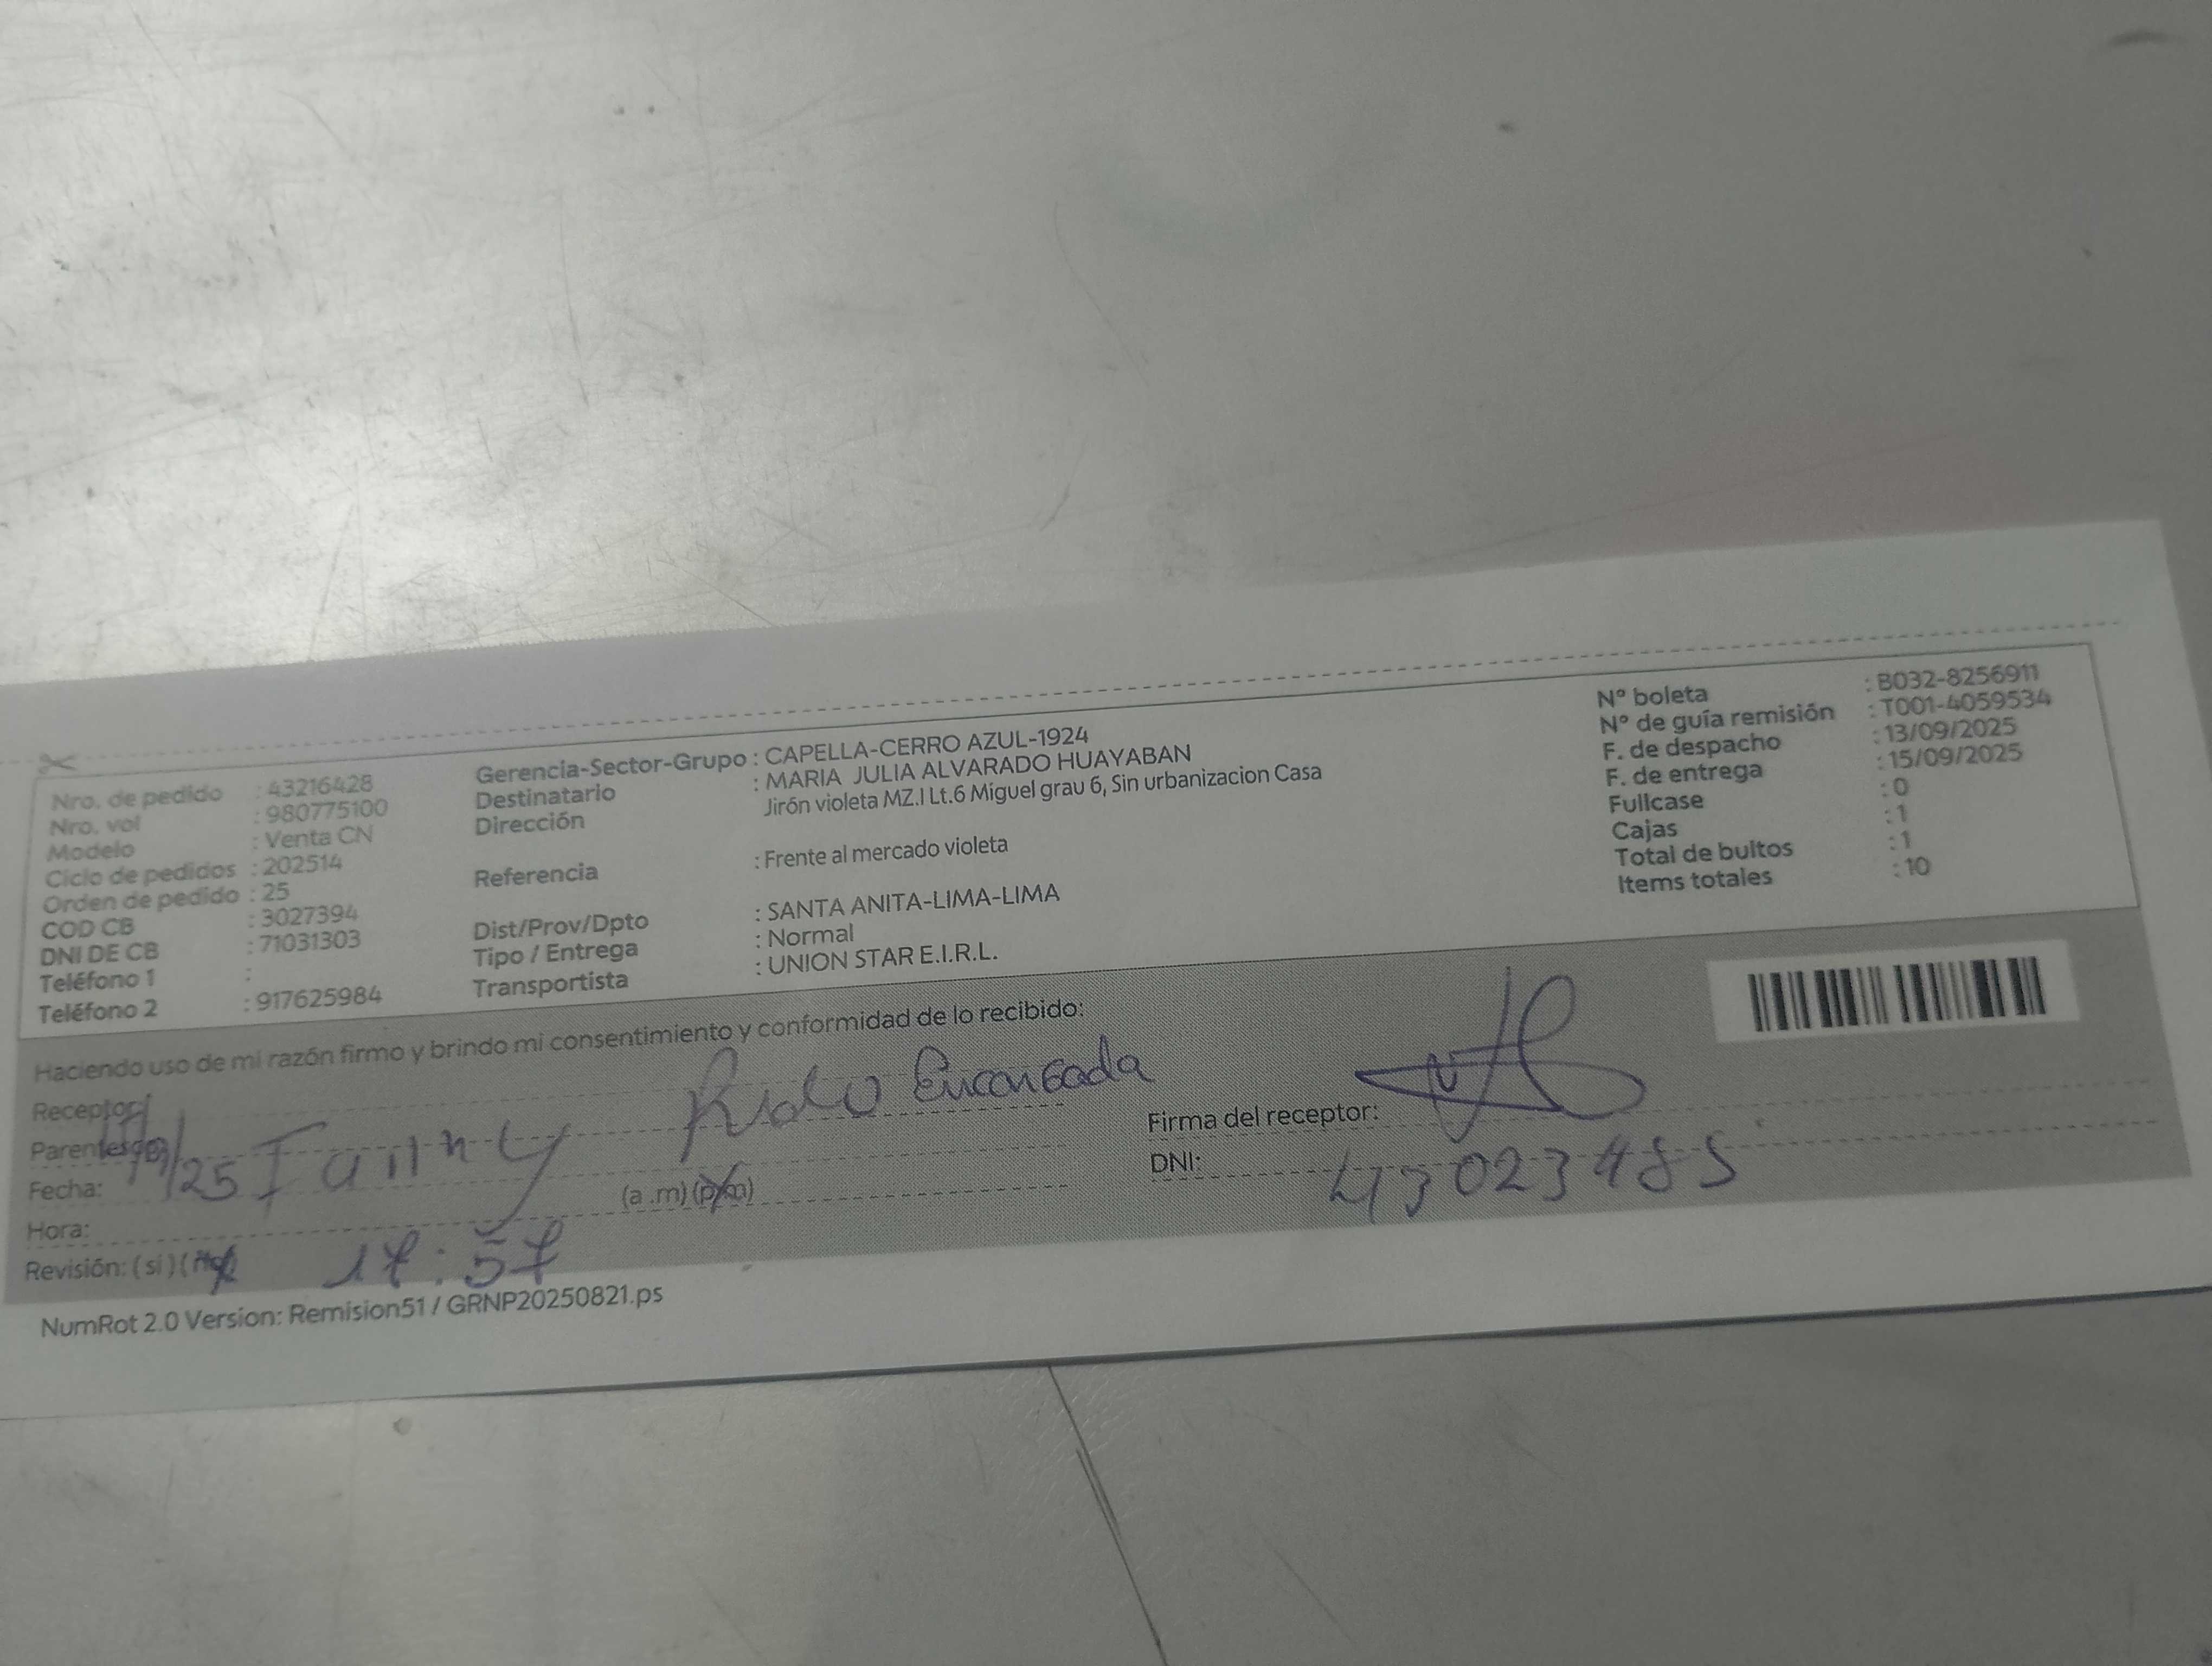 Nro. de pedido : 43216428
Nro. vol : 980775100
Modelo : Venta CN
Ciclo de pedidos : 202514
Orden de pedido : 25
COD CB : 3027394
DNI DE CB : 71031303
Teléfono 1 :
Teléfono 2 : 917625984
Gerencia-Sector-Grupo : CAPELLA-CERRO AZUL-1924
Destinatario : MARIA JULIA ALVARADO HUAYABAN
Dirección Jirón violeta MZ.I Lt.6 Miguel grau 6, Sin urbanizacion Casa
Referencia : Frente al mercado violeta
Dist/Prov/Dpto : SANTA ANITA-LIMA-LIMA
Tipo / Entrega : Normal
Transportista : UNION STAR E.I.R.L.
N° boleta : B032-8256911
N° de guía remisión : T001-4059534
F. de despacho : 13/09/2025
F. de entrega : 15/09/2025
Fullcase : 0
Cajas : 1
Total de bultos : 1
Items totales : 10
Haciendo uso de mi razón firmo y brindo mi consentimiento y conformidad de lo recibido:
Receptor:
Parentesco:
Fecha: /25
(a .m) (p.m)
Hora:
Revisión: (si) (no) 17:57
Firma del receptor:
DNI: 43023485
NumRot 2.0 Version: Remision51 / GRNP20250821.ps